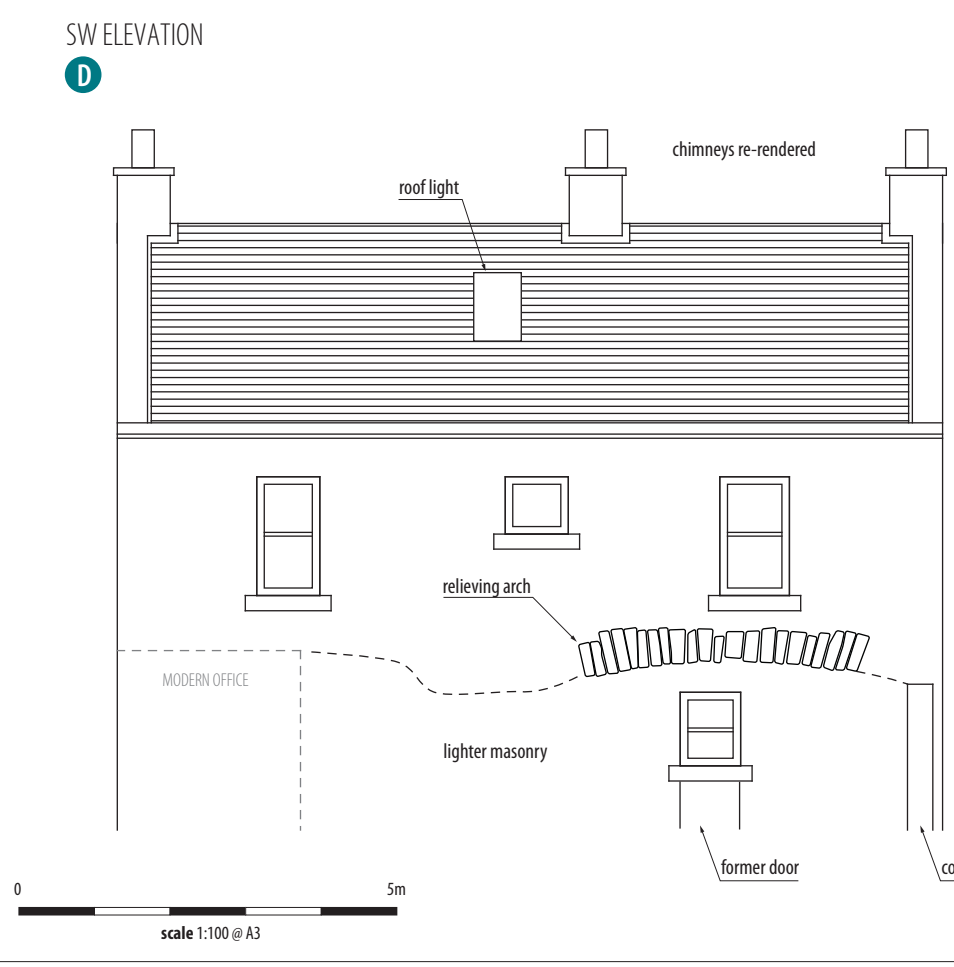 SW ELEVATION
D
chimneys re-rendered
roof light
relieving arch
MODERN OFFICE
lighter masonry
former door
co
0 5m
scale 1:100 @ A3